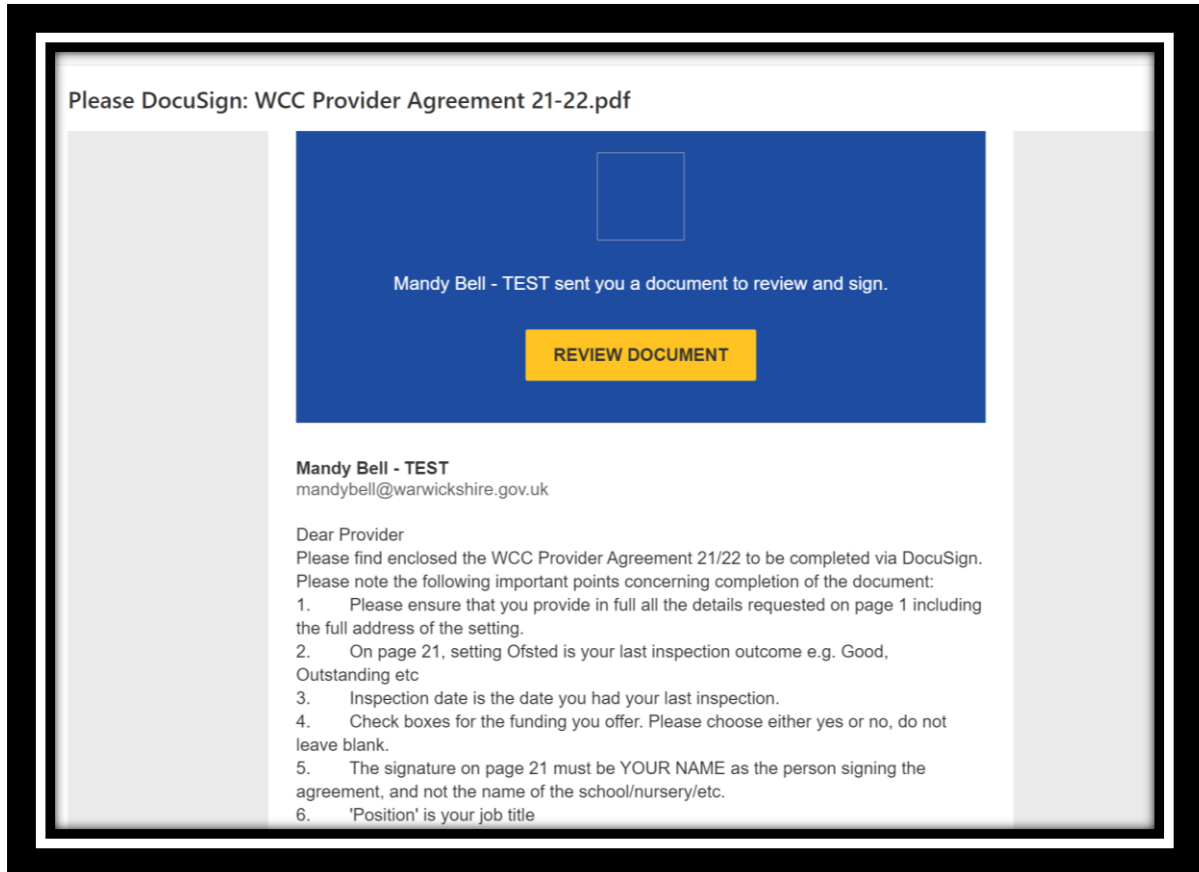 Please DocuSign: WCC Provider Agreement 21-22.pdf
Mandy Bell - TEST sent you a document to review and sign.
REVIEW DOCUMENT
Mandy Bell - TEST
mandybell@warwickshire.gov.uk
Dear Provider
Please find enclosed the WCC Provider Agreement 21/22 to be completed via DocuSign.
Please note the following important points concerning completion of the document:
1. Please ensure that you provide in full all the details requested on page 1 including
the full address of the setting.
2. On page 21, setting Ofsted is your last inspection outcome e.g. Good,
Outstanding etc
3. Inspection date is the date you had your last inspection.
4. Check boxes for the funding you offer. Please choose either yes or no, do not
leave blank.
5. The signature on page 21 must be YOUR NAME as the person signing the
agreement, and not the name of the school/nursery/etc.
6. 'Position' is your job title